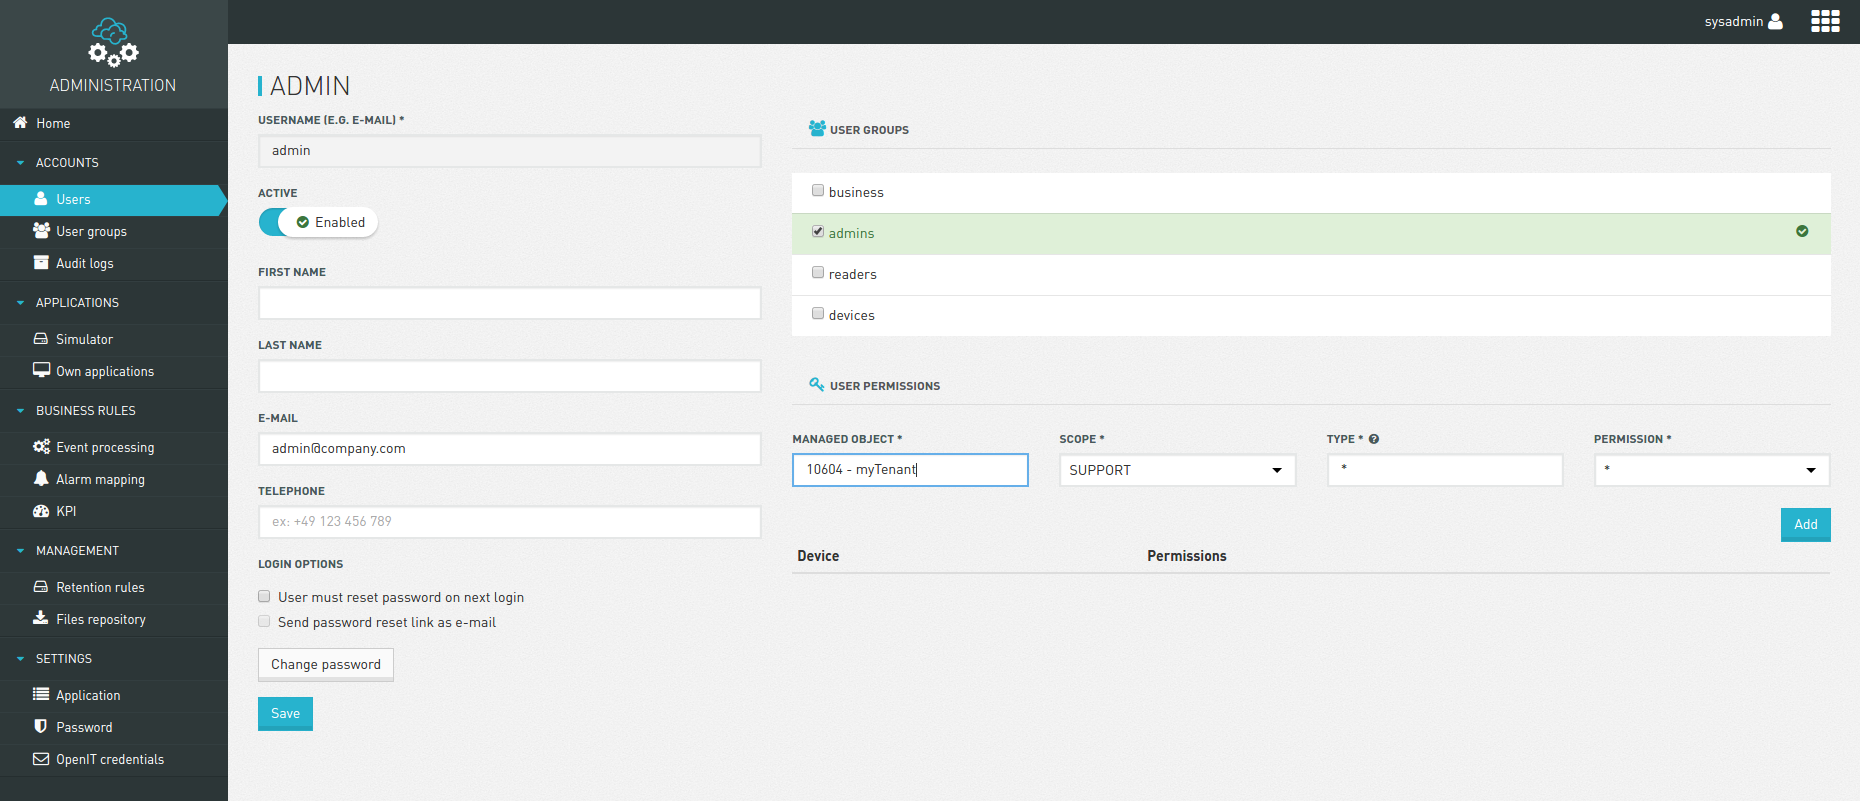 sysadmin
ADMINISTRATION
Home
ACCOUNTS
Users
User groups
Audit logs
APPLICATIONS
Simulator
Own applications
BUSINESS RULES
Event processing
Alarm mapping
KPI
MANAGEMENT
Retention rules
Files repository
SETTINGS
Application
Password
OpenIT credentials
ADMIN
USERNAME (E.G. E-MAIL) *
admin
ACTIVE
Enabled
FIRST NAME
LAST NAME
E-MAIL
admin@company.com
TELEPHONE
ex: +49 123 456 789
LOGIN OPTIONS
User must reset password on next login
Send password reset link as e-mail
Change password
Save
USER GROUPS
business
admins
readers
devices
USER PERMISSIONS
MANAGED OBJECT * SCOPE * TYPE * PERMISSION *
10604 - myTenant SUPPORT * *
Add
Device Permissions